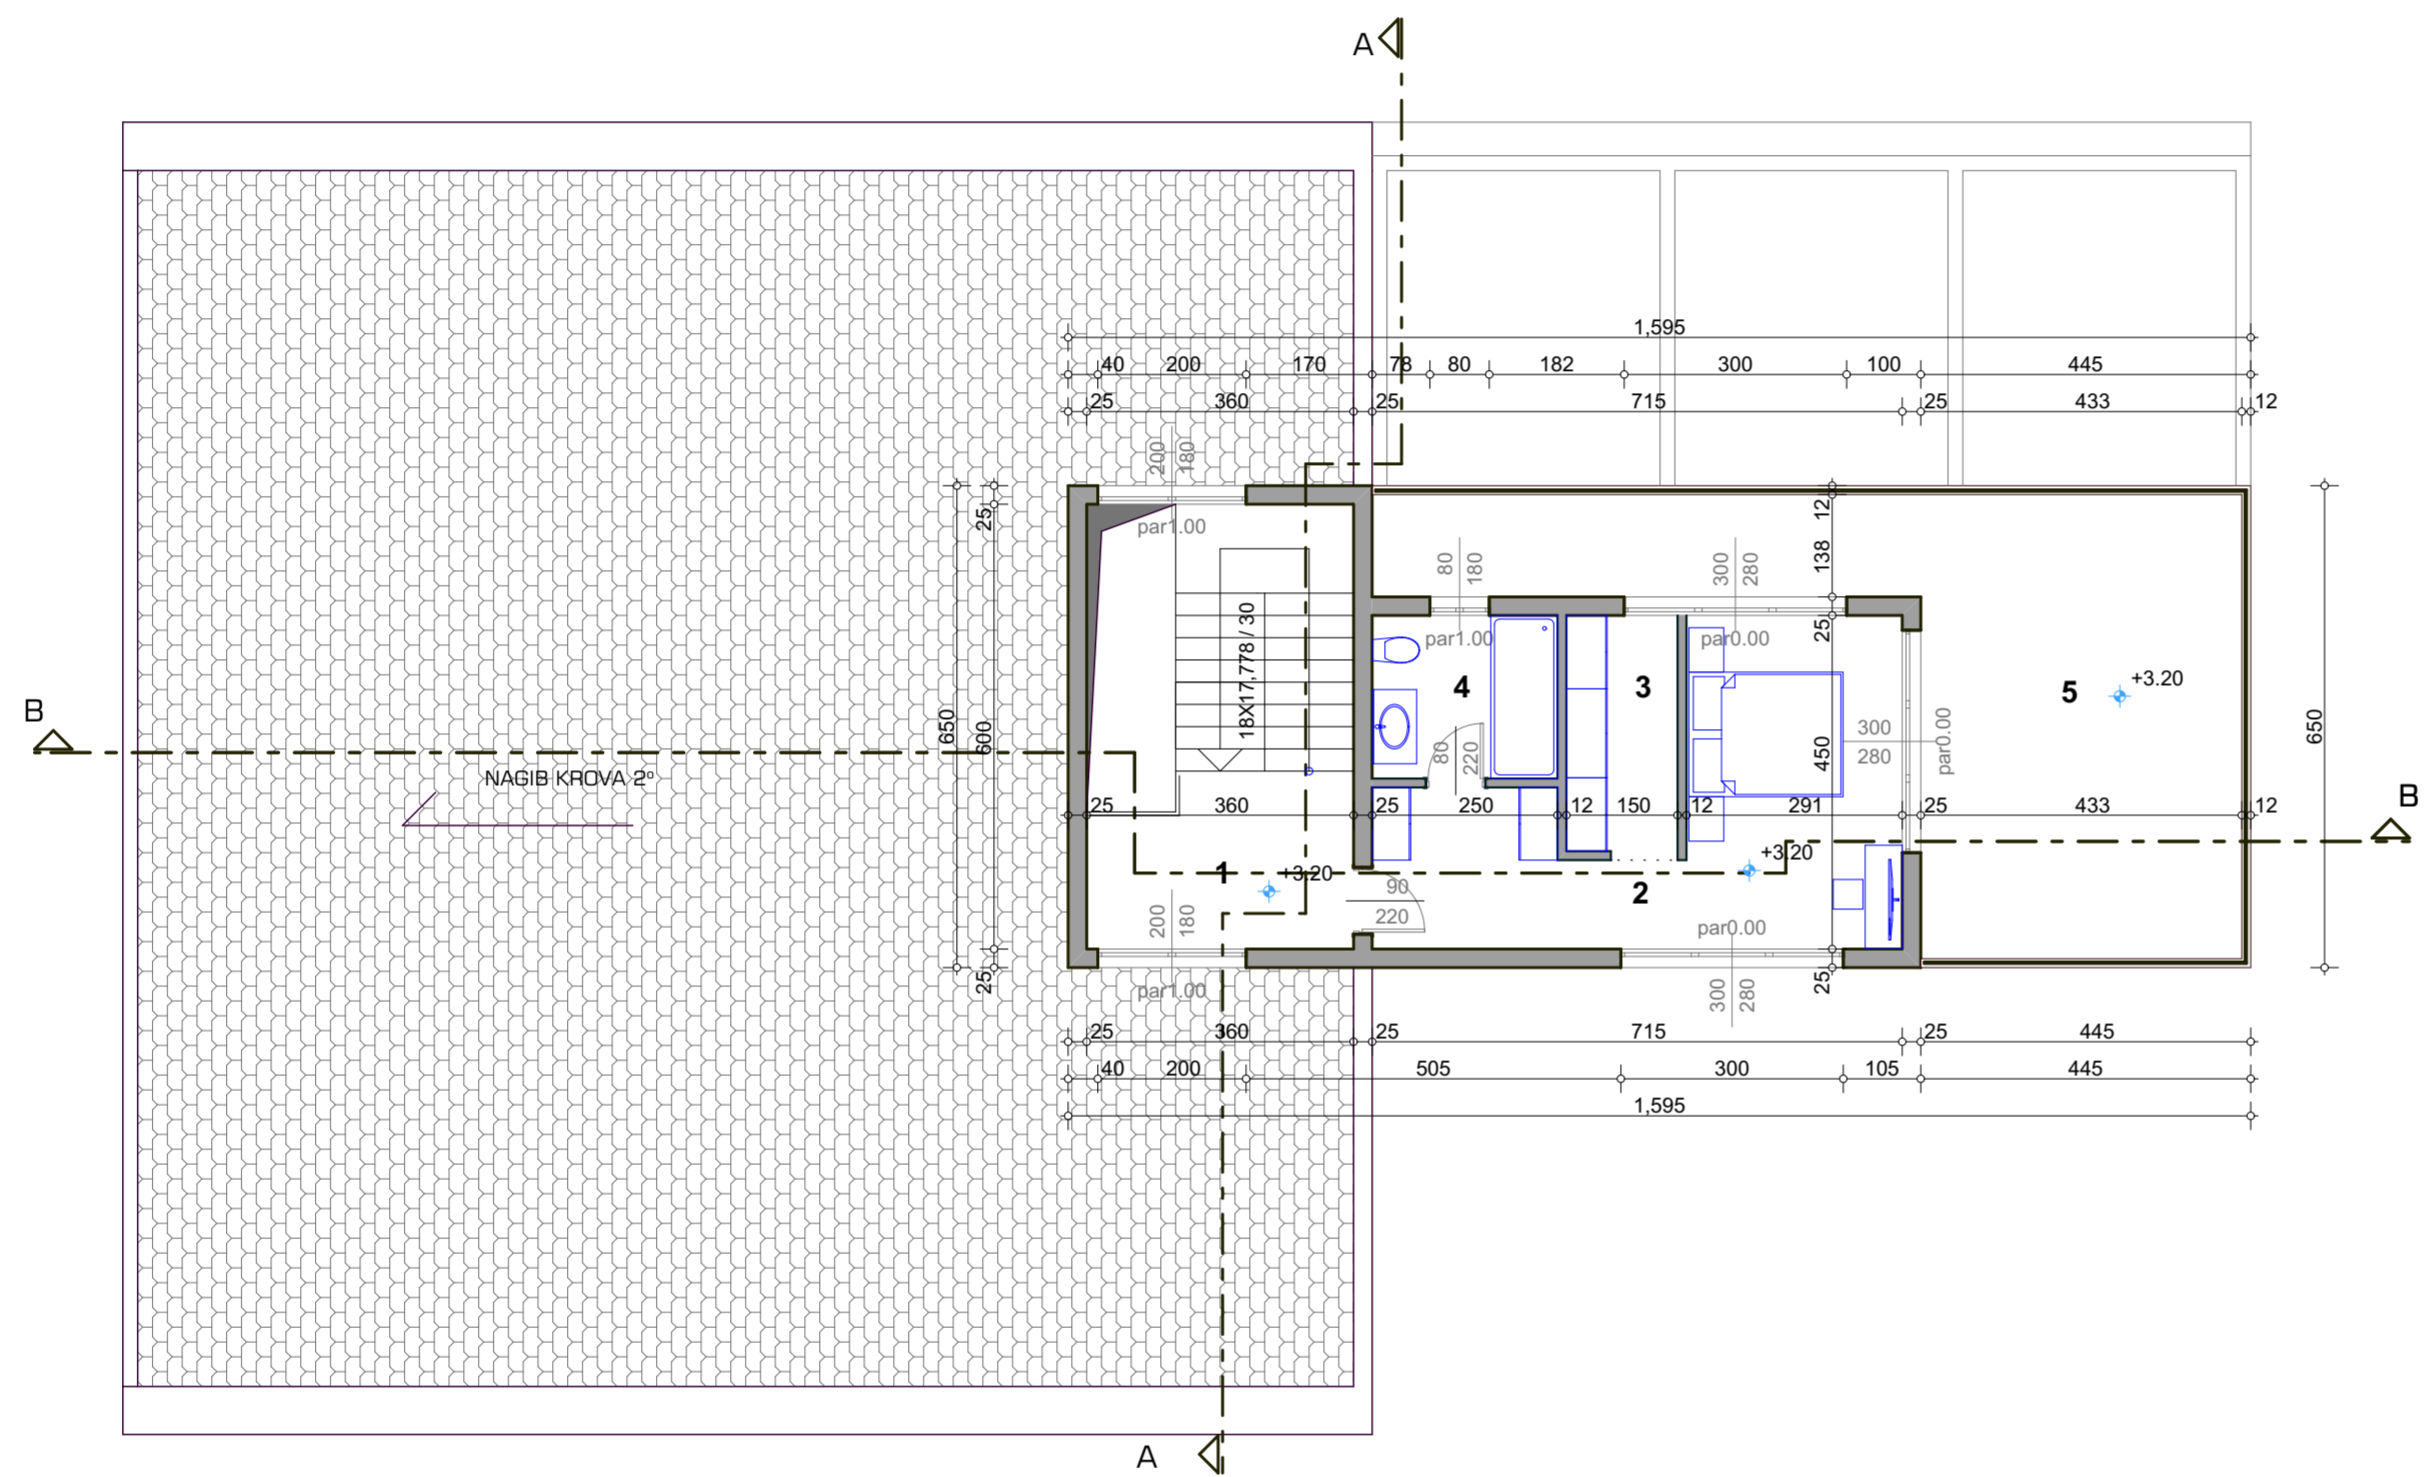 A
1,595
40 200 170 78 80 182 300 100 445
25 360 25 715 25 433 12
200 180
par1.00
25
650
600
25
18X17,778 / 30
80 180
par1.00
300 280
par0.00
12
138
25
450
25
4
3
5
+3.20
650
300
280
par0.00
80 220
B
NAGIB KROVA 2º
B
25 360 25 250 12 150 12 291 25 433 12
1
+3.20
+3.20
90
220
2
200 180
par1.00
par0.00
300 280
25 360 25 715 25 445
40 200 505 300 105 445
1,595
A